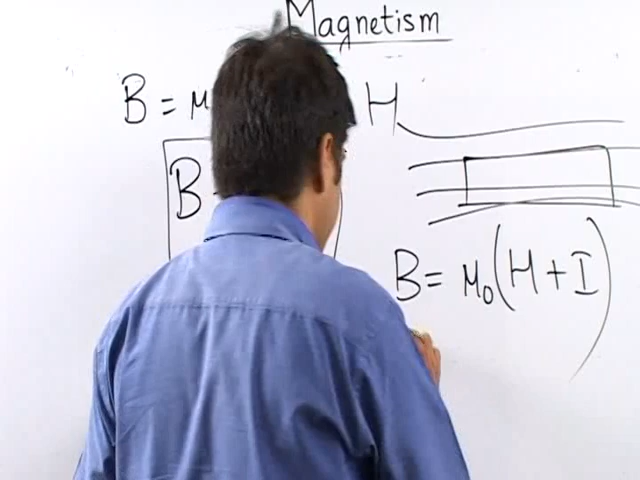 Magnetism
B = μ
H
B
B = μ₀(H + I)